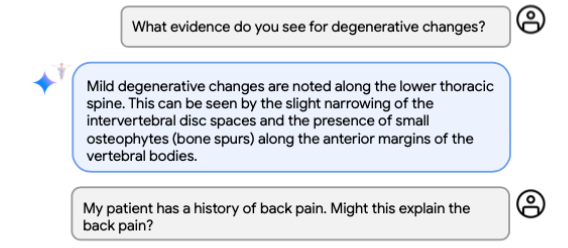 What evidence do you see for degenerative changes?
Mild degenerative changes are noted along the lower thoracic
spine. This can be seen by the slight narrowing of the
intervertebral disc spaces and the presence of small
osteophytes (bone spurs) along the anterior margins of the
vertebral bodies.
My patient has a history of back pain. Might this explain the
back pain?